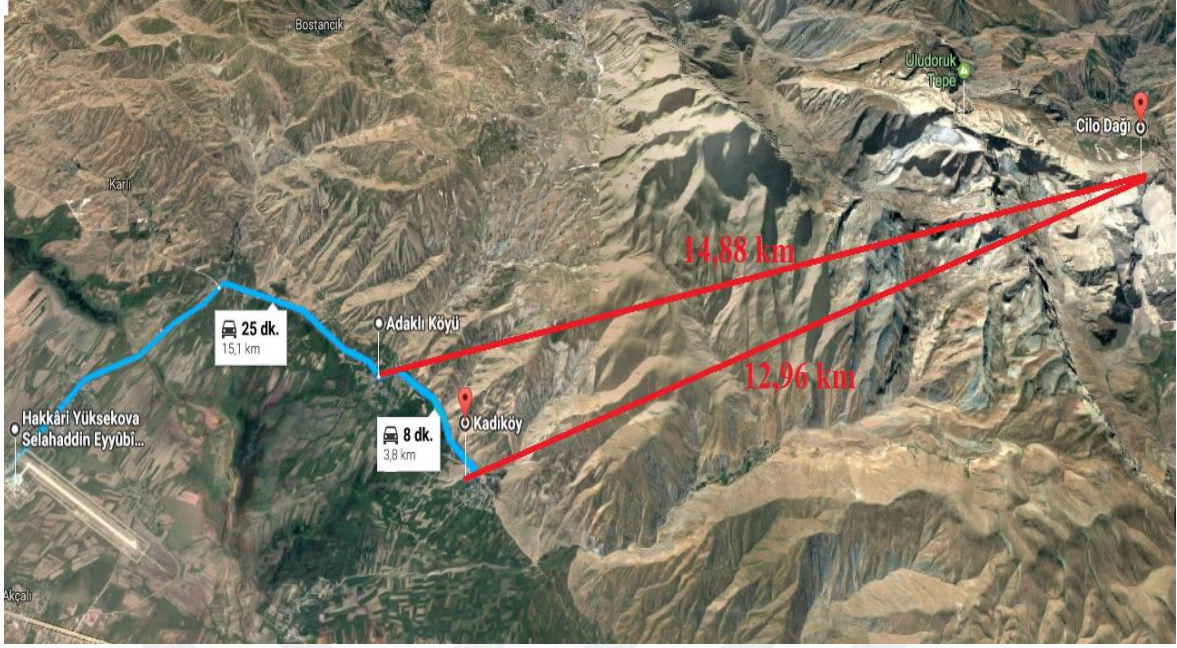 Bostancık
Uludoruk
Tepe
Cilo Dağı
Karlı
14,88 km
25 dk.
15,1 km
Adaklı Köyü
12,96 km
Hakkâri Yüksekova
Selahaddin Eyyûbi...
Kadıköy
8 dk.
3,8 km
Akçalı